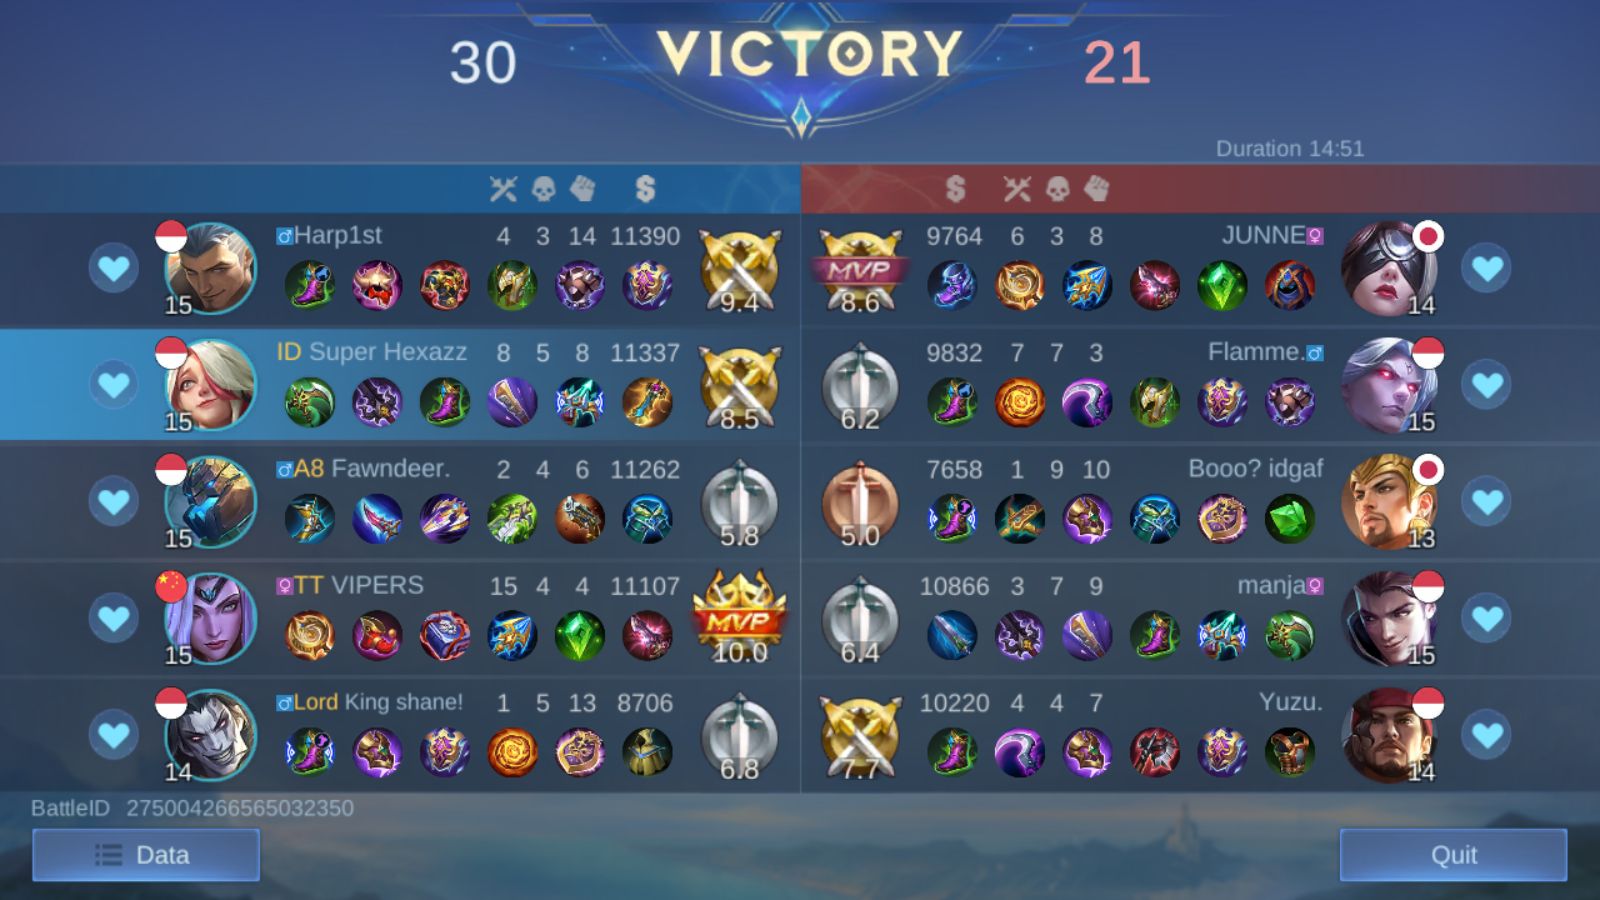 VICTORY
30 21
Duration 14:51
Harp1st 4 3 14 11390
15 9.4
9764 6 3 8 JUNNE
MVP 8.6 14
ID Super Hexazz 8 5 8 11337
15 8.5
9832 7 7 3 Flamme.
6.2 15
A8 Fawndeer. 2 4 6 11262
15 5.8
7658 1 9 10 Booo? idgaf
5.0 13
TT VIPERS 15 4 4 11107
15 MVP 10.0
10866 3 7 9 manja
6.4 15
Lord King shane! 1 5 13 8706
14 6.8
10220 4 4 7 Yuzu.
7.7 14
BattleID 275004266565032350
Data Quit